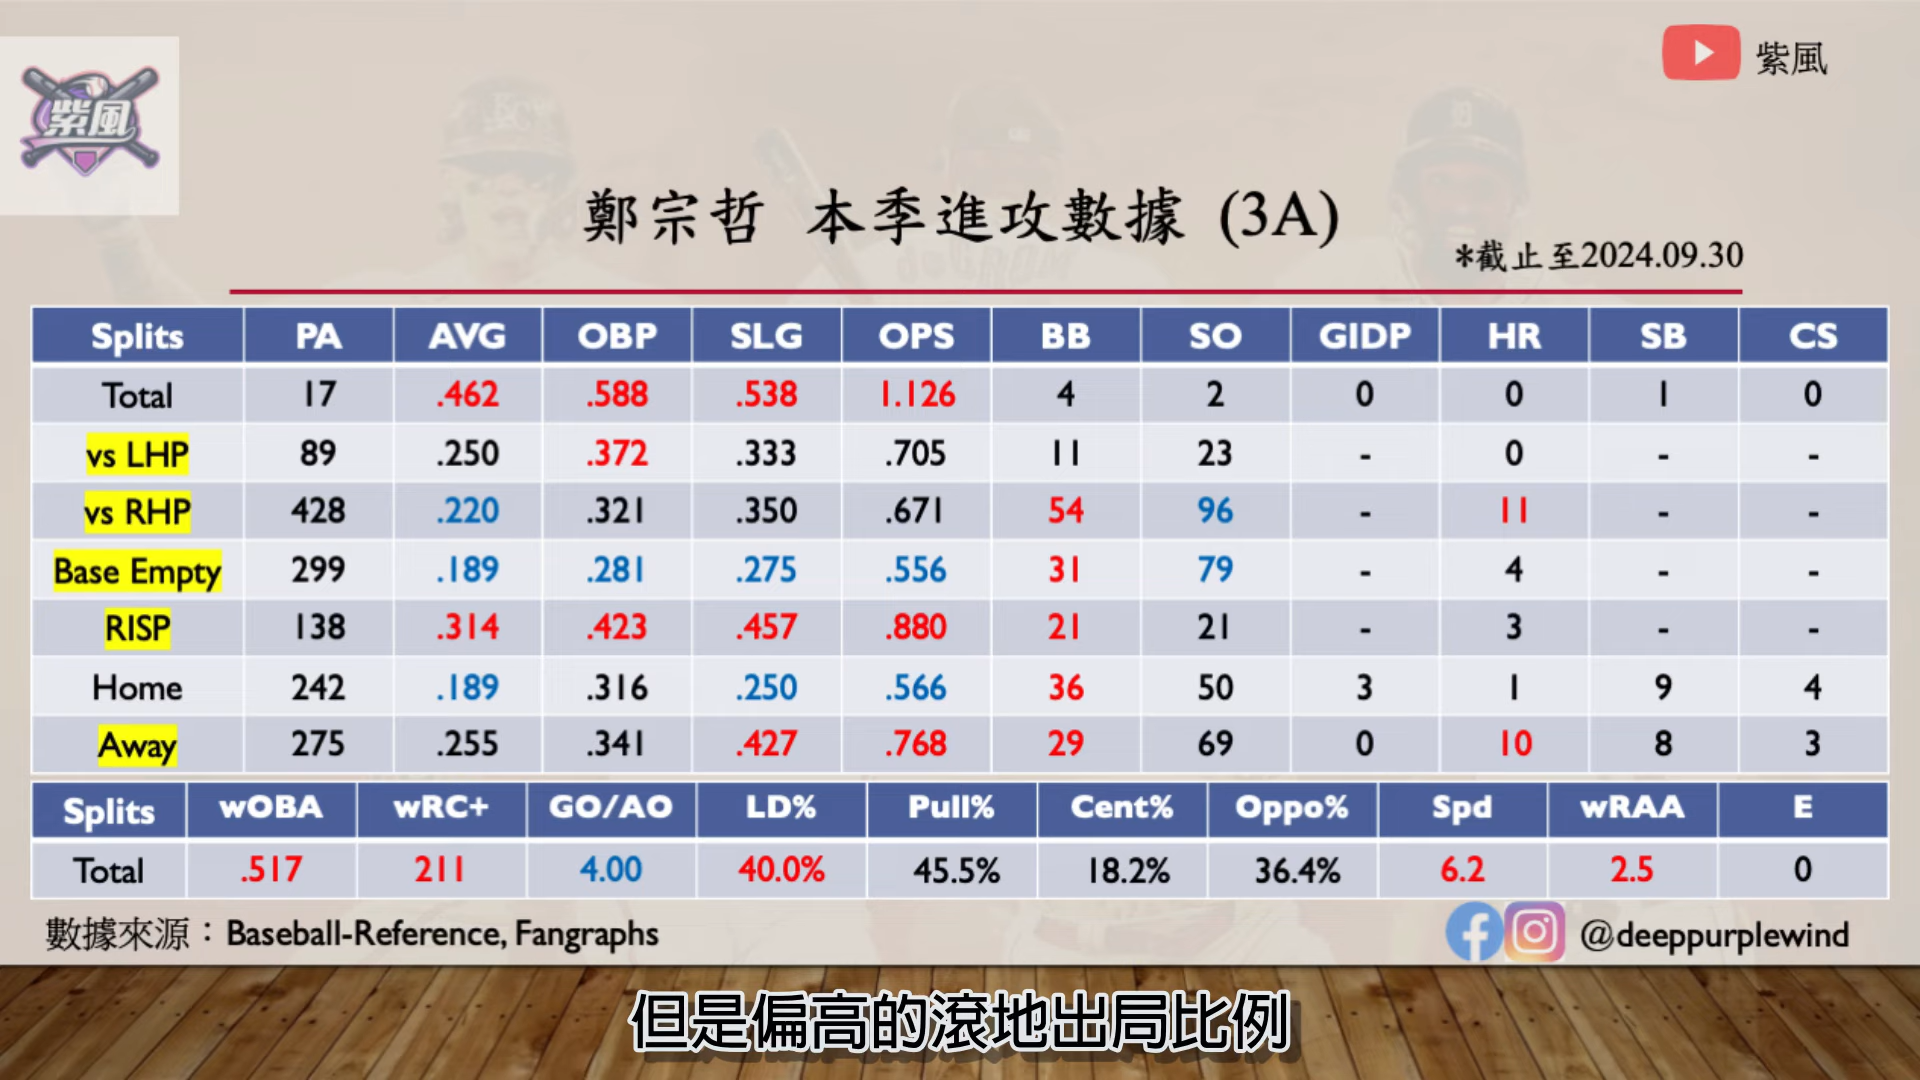 紫風
紫風
鄭宗哲 本季進攻數據 (3A)
*截止至2024.09.30
Splits PA AVG OBP SLG OPS BB SO GIDP HR SB CS
Total 17 .462 .588 .538 1.126 4 2 0 0 1 0
vs LHP 89 .250 .372 .333 .705 11 23 - 0 - -
vs RHP 428 .220 .321 .350 .671 54 96 - 11 - -
Base Empty 299 .189 .281 .275 .556 31 79 - 4 - -
RISP 138 .314 .423 .457 .880 21 21 - 3 - -
Home 242 .189 .316 .250 .566 36 50 3 1 9 4
Away 275 .255 .341 .427 .768 29 69 0 10 8 3
Splits wOBA wRC+ GO/AO LD% Pull% Cent% Oppo% Spd wRAA E
Total .517 211 4.00 40.0% 45.5% 18.2% 36.4% 6.2 2.5 0
數據來源：Baseball-Reference, Fangraphs
@deeppurplewind
但是偏高的滾地出局比例